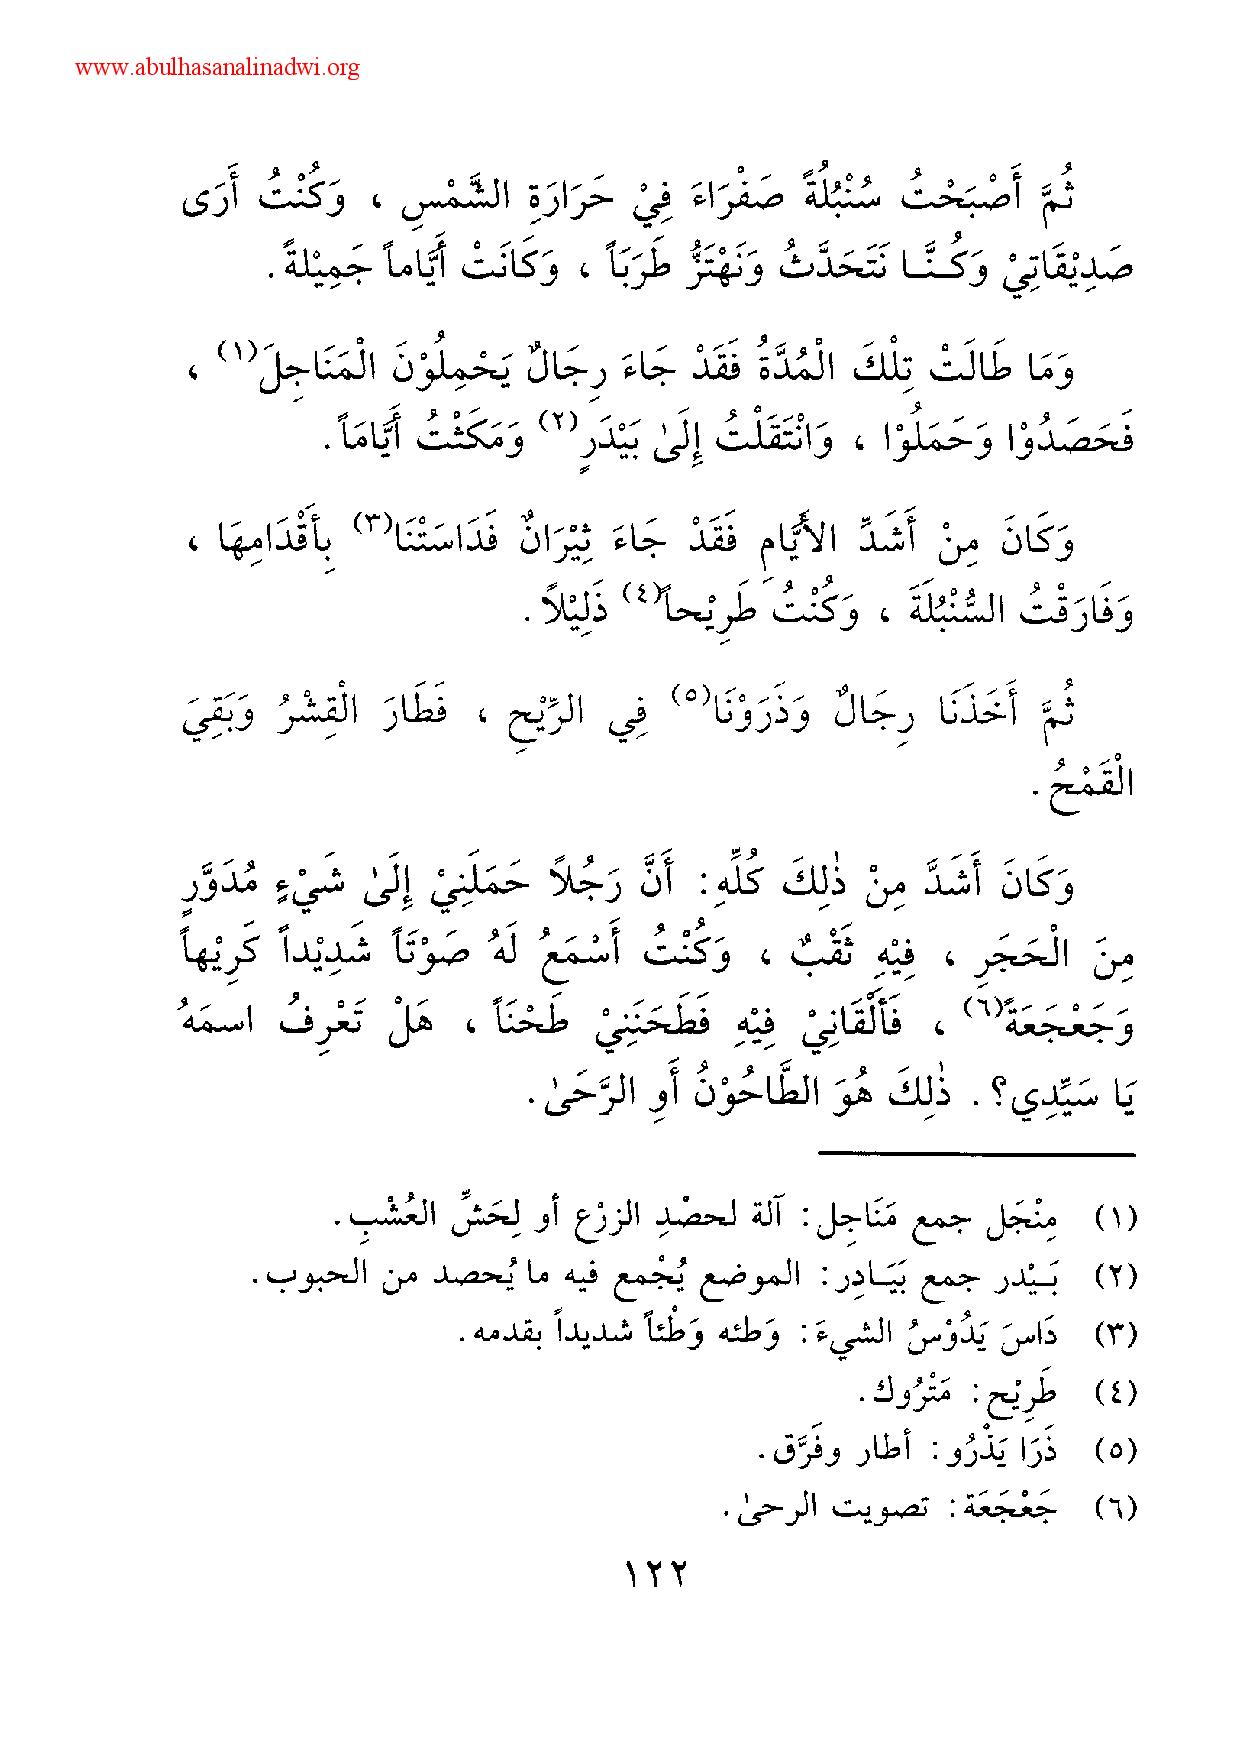 www.abulhasanalinadwi.org
ثُمَّ أَصْبَحْتُ سُنْبُلَةً صَفْرَاءَ فِيْ حَرَارَةِ الشَّمْسِ ، وَكُنْتُ أَرَى
صَدِيْقَاتِيْ وَكُـنَّـا نَتَحَدَّثُ وَنَهْتَزُّ طَرَبَاً ، وَكَانَتْ أَيَّاماً جَمِيْلَةً .
وَمَا طَالَتْ تِلْكَ الْمُدَّةُ فَقَدْ جَاءَ رِجَالٌ يَحْمِلُوْنَ الْمَنَاجِلَ(١) ،
فَحَصَدُوْا وَحَمَلُوْا ، وَانْتَقَلْتُ إِلَىٰ بَيْدَرٍ(٢) وَمَكَثْتُ أَيَّامَاً .
وَكَانَ مِنْ أَشَدِّ الأَيَّامِ فَقَدْ جَاءَ ثِيْرَانٌ فَدَاسَتْنَا(٣) بِأَقْدَامِهَا ،
وَفَارَقْتُ السُّنْبُلَةَ ، وَكُنْتُ طَرِيْحاً(٤) ذَلِيْلاً .
ثُمَّ أَخَذَنَا رِجَالٌ وَذَرَوْنَا(٥) فِي الرِّيْحِ ، فَطَارَ الْقِشْرُ وَبَقِيَ
الْقَمْحُ .
وَكَانَ أَشَدَّ مِنْ ذٰلِكَ كُلِّهِ : أَنَّ رَجُلاً حَمَلَنِيْ إِلَىٰ شَيْءٍ مُدَوَّرٍ
مِنَ الْحَجَرِ ، فِيْهِ ثَقْبٌ ، وَكُنْتُ أَسْمَعُ لَهُ صَوْتَاً شَدِيْداً كَرِيْهاً
وَجَعْجَعَةً(٦) ، فَأَلْقَانِيْ فِيْهِ فَطَحَنَنِيْ طَحْنَاً ، هَلْ تَعْرِفُ اسمَهُ
يَا سَيِّدِي؟ . ذٰلِكَ هُوَ الطَّاحُوْنُ أَوِ الرَّحَىٰ .
(١) مِنْجَل جمع مَنَاجِل : آلة لحصْدِ الزرْع أو لِحَشِّ العُشْبِ .
(٢) بَـيْدر جمع بَيَـادِر : الموضع يُجْمع فيه ما يُحصد من الحبوب .
(٣) دَاسَ يَدُوْسُ الشيءَ : وَطئه وَطْئاً شديداً بقدمه .
(٤) طَرِيْح : مَتْرُوك .
(٥) ذَرَا يَذْرُو : أطار وفَرَّق .
(٦) جَعْجَعَة : تصويت الرحىٰ .
١٢٢